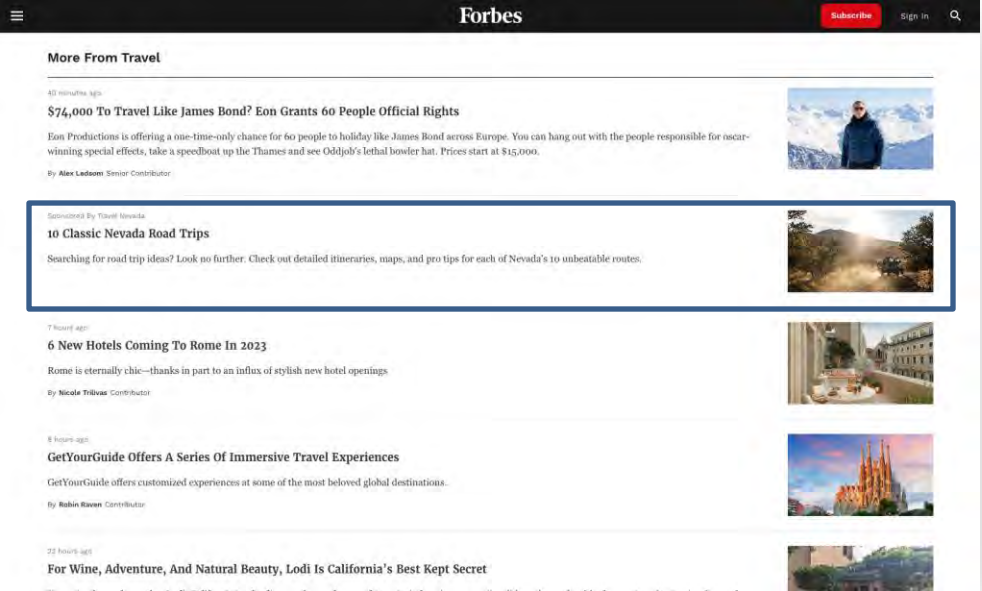 Forbes
Subscribe
Sign In
More From Travel
40 minutes ago
$74,000 To Travel Like James Bond? Eon Grants 60 People Official Rights
Eon Productions is offering a one-time-only chance for 60 people to holiday like James Bond across Europe. You can hang out with the people responsible for oscar-
winning special effects, take a speedboat up the Thames and see Oddjob's lethal bowler hat. Prices start at $15,000.
By Alex Ledsom Senior Contributor
Sponsored By Travel Nevada
10 Classic Nevada Road Trips
Searching for road trip ideas? Look no further. Check out detailed itineraries, maps, and pro tips for each of Nevada's 10 unbeatable routes.
7 hours ago
6 New Hotels Coming To Rome In 2023
Rome is eternally chic—thanks in part to an influx of stylish new hotel openings
By Nicole Trilivas Contributor
8 hours ago
GetYourGuide Offers A Series Of Immersive Travel Experiences
GetYourGuide offers customized experiences at some of the most beloved global destinations.
By Robin Raven Contributor
22 hours ago
For Wine, Adventure, And Natural Beauty, Lodi Is California's Best Kept Secret